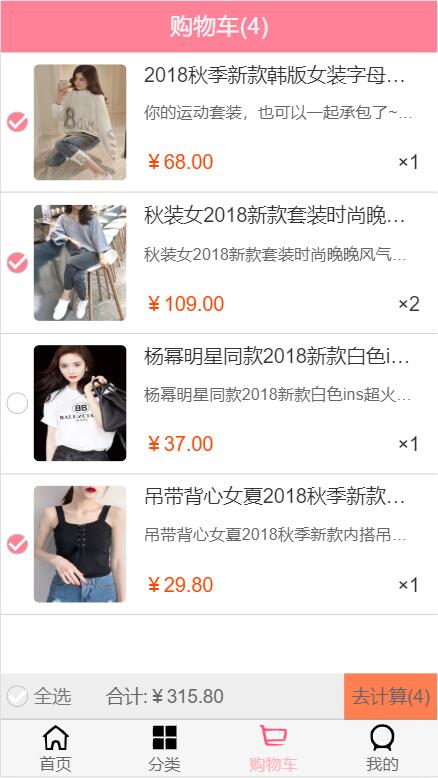 购物车(4)
2018秋季新款韩版女装字母…
你的运动套装，也可以一起承包了~…
￥68.00
×1
秋装女2018新款套装时尚晚…
秋装女2018新款套装时尚晚晚风气…
￥109.00
×2
杨幂明星同款2018新款白色i…
杨幂明星同款2018新款白色ins超火…
BALENCIA
￥37.00
×1
吊带背心女夏2018秋季新款…
吊带背心女夏2018秋季新款内搭吊…
￥29.80
×1
全选 合计:￥315.80 去计算(4)
首页 分类 购物车 我的